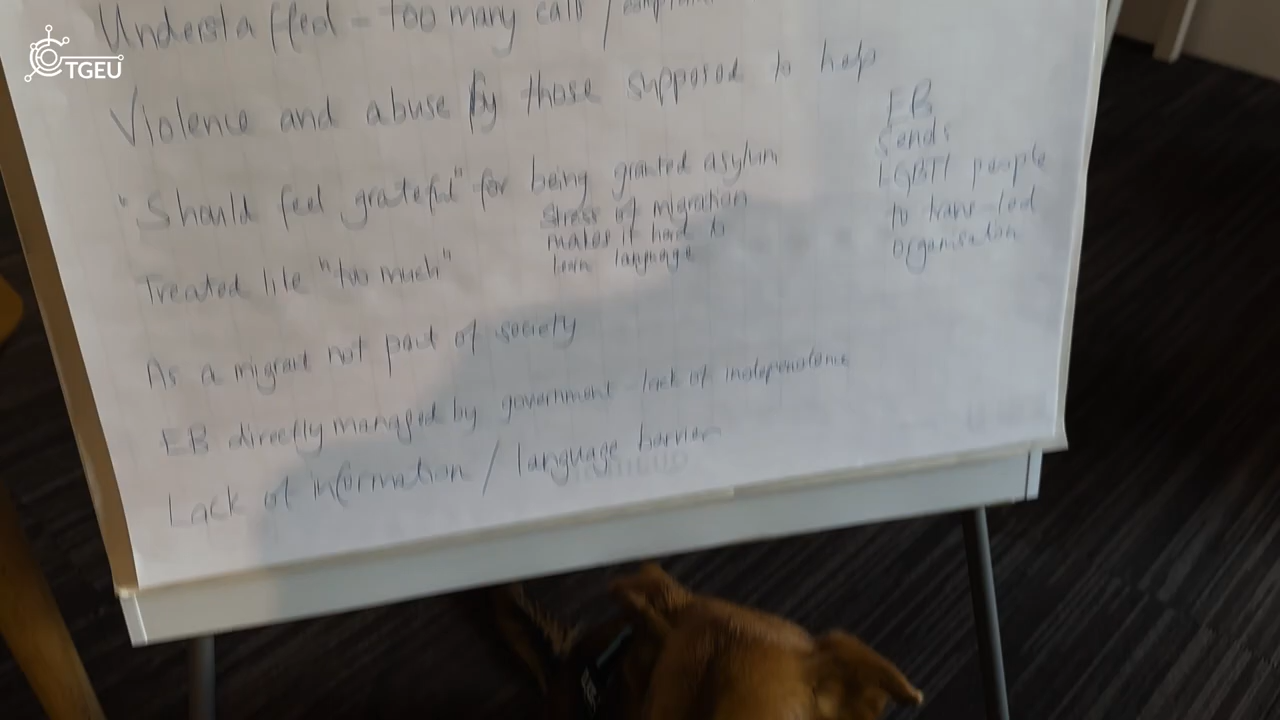 TGEU
Understaffed - too many calls /
Violence and abuse by those supposed to help
"Should feel grateful" for being granted asylum
stress of migration
makes it hard to
learn language
Treated like "too much"
As a migrant not part of society
EB directly managed by government - lack of independence
Lack of information / language barrier
EB
Sends
LGBTI people
to trans-led
organisation